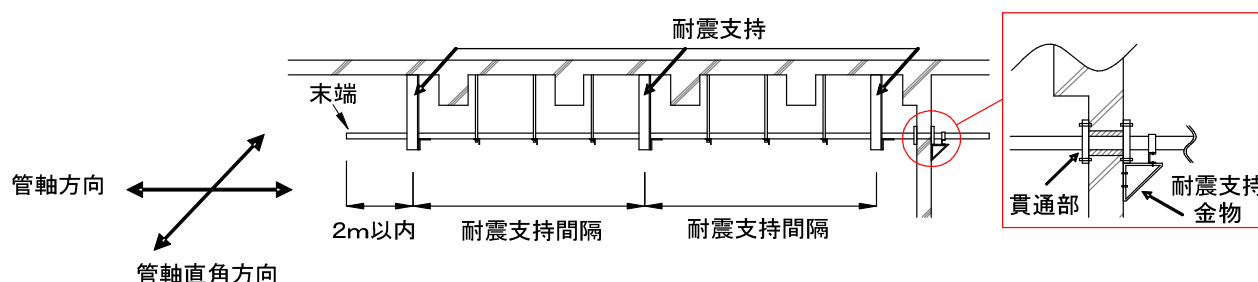 耐震支持
末端
管軸方向
2m以内
耐震支持間隔
耐震支持間隔
管軸直角方向
貫通部
耐震支持
金物